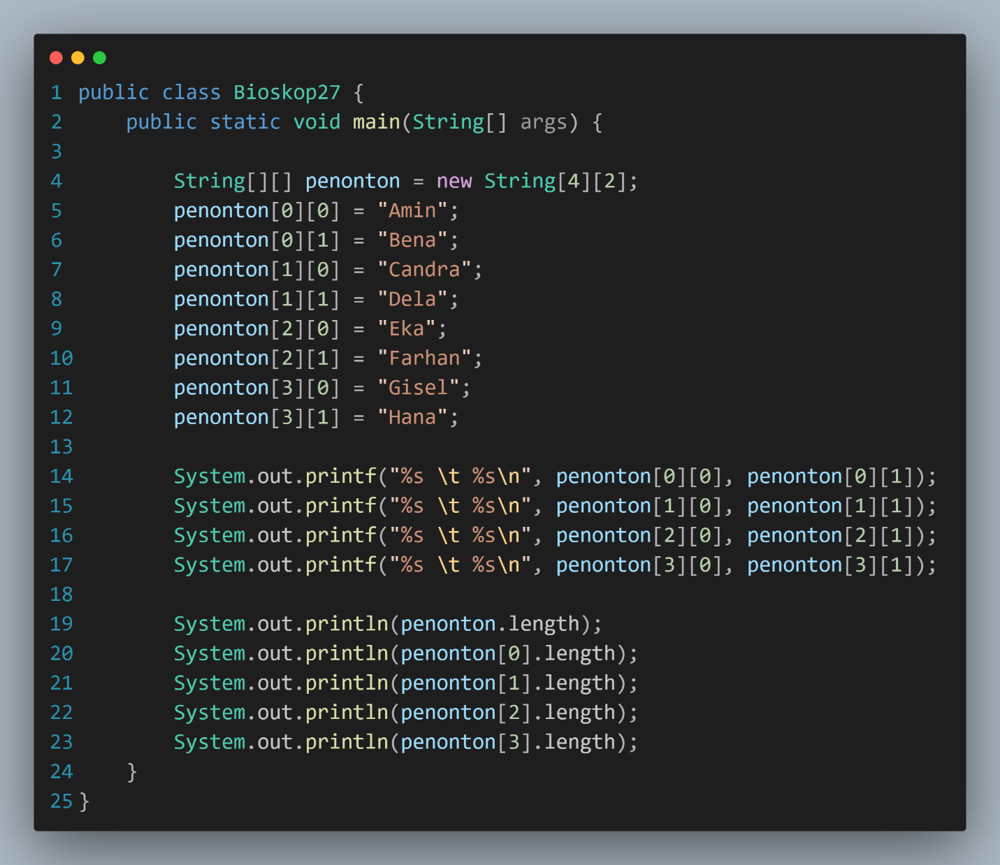 1 public class Bioskop27 {
2     public static void main(String[] args) {
3
4         String[][] penonton = new String[4][2];
5         penonton[0][0] = "Amin";
6         penonton[0][1] = "Bena";
7         penonton[1][0] = "Candra";
8         penonton[1][1] = "Dela";
9         penonton[2][0] = "Eka";
10         penonton[2][1] = "Farhan";
11         penonton[3][0] = "Gisel";
12         penonton[3][1] = "Hana";
13
14         System.out.printf("%s \t %s\n", penonton[0][0], penonton[0][1]);
15         System.out.printf("%s \t %s\n", penonton[1][0], penonton[1][1]);
16         System.out.printf("%s \t %s\n", penonton[2][0], penonton[2][1]);
17         System.out.printf("%s \t %s\n", penonton[3][0], penonton[3][1]);
18
19         System.out.println(penonton.length);
20         System.out.println(penonton[0].length);
21         System.out.println(penonton[1].length);
22         System.out.println(penonton[2].length);
23         System.out.println(penonton[3].length);
24     }
25 }